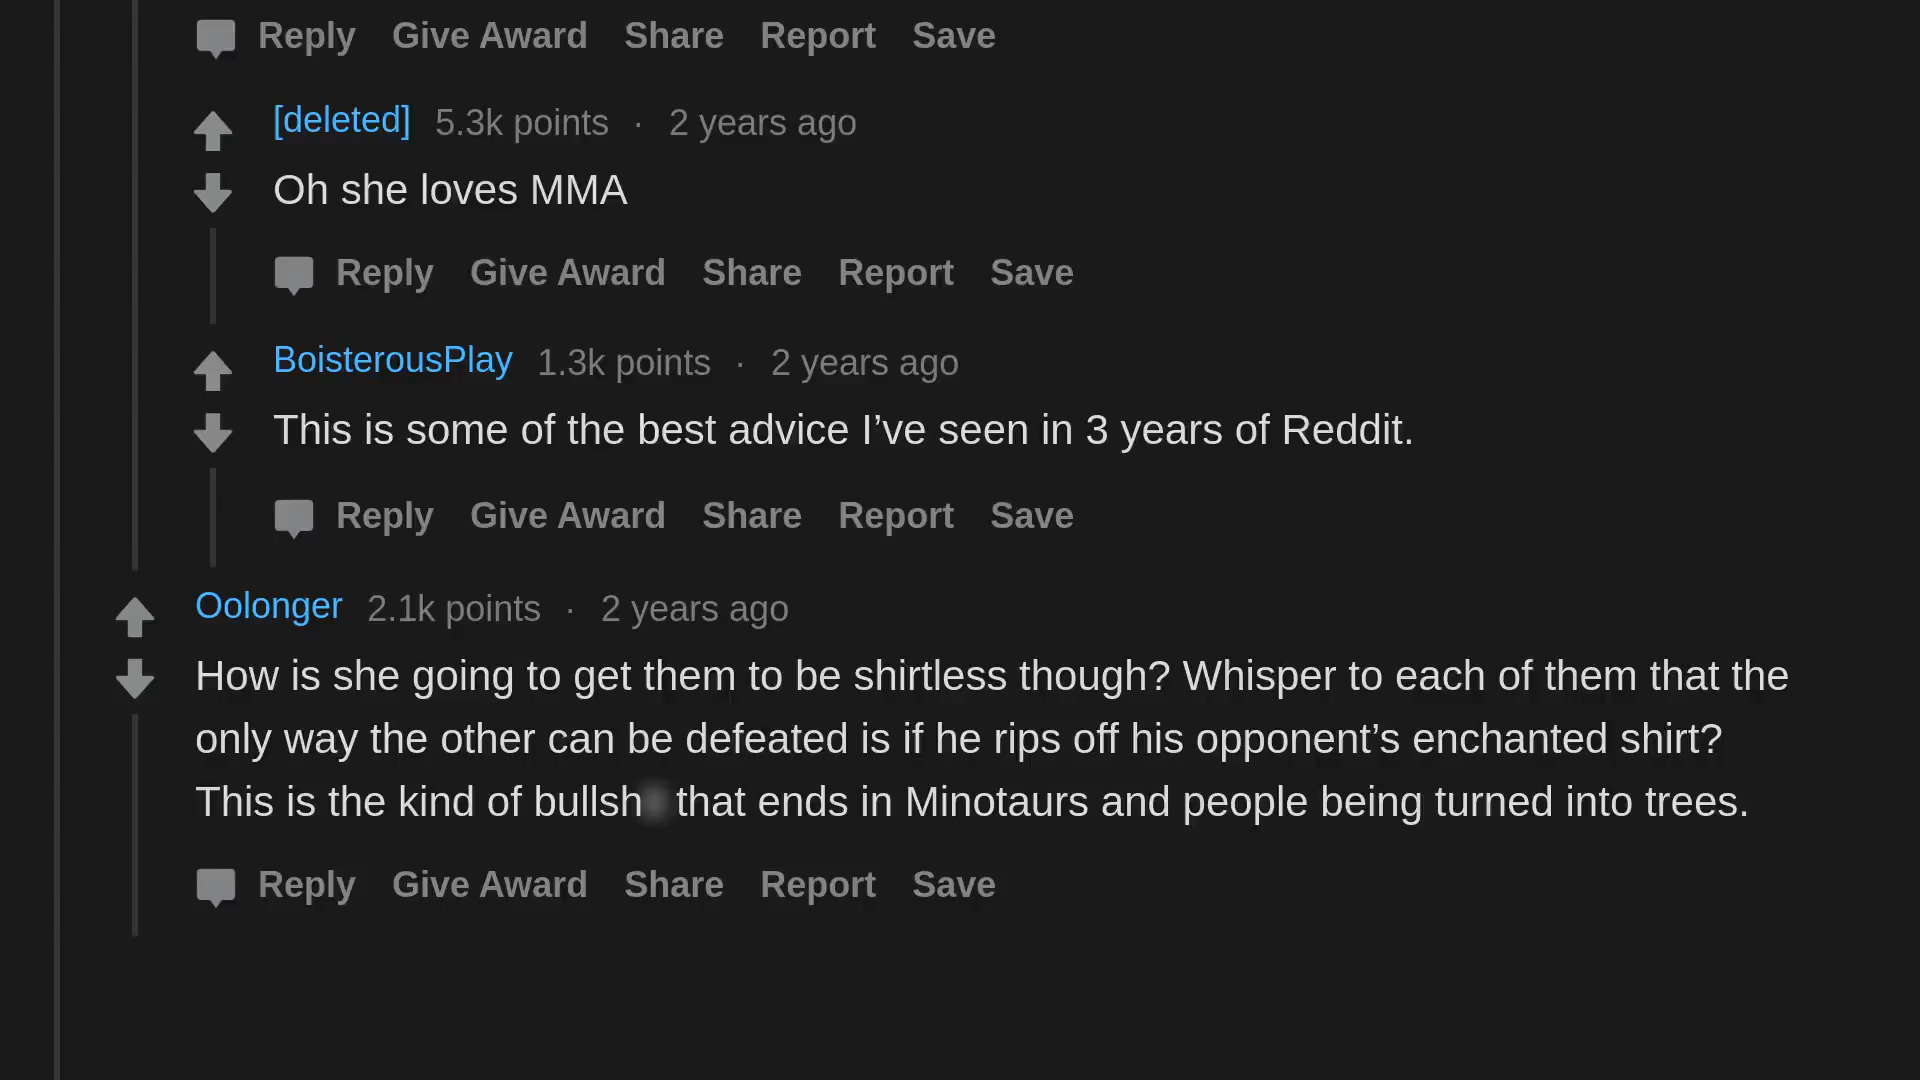 Reply Give Award Share Report Save
[deleted] 5.3k points · 2 years ago
Oh she loves MMA
Reply Give Award Share Report Save
BoisterousPlay 1.3k points · 2 years ago
This is some of the best advice I’ve seen in 3 years of Reddit.
Reply Give Award Share Report Save
Oolonger 2.1k points · 2 years ago
How is she going to get them to be shirtless though? Whisper to each of them that the
only way the other can be defeated is if he rips off his opponent’s enchanted shirt?
This is the kind of bullsh that ends in Minotaurs and people being turned into trees.
Reply Give Award Share Report Save